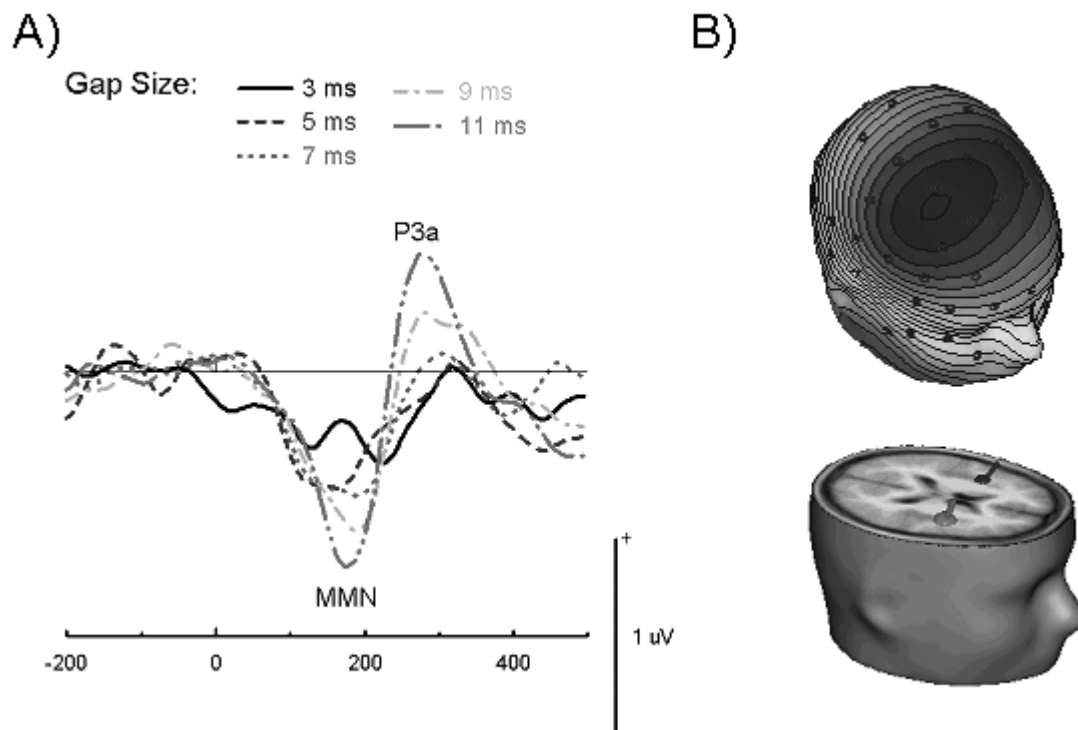 A)
B)
Gap Size:
3 ms
9 ms
5 ms
11 ms
7 ms
P3a
MMN
+
1 uV
-200
0
200
400